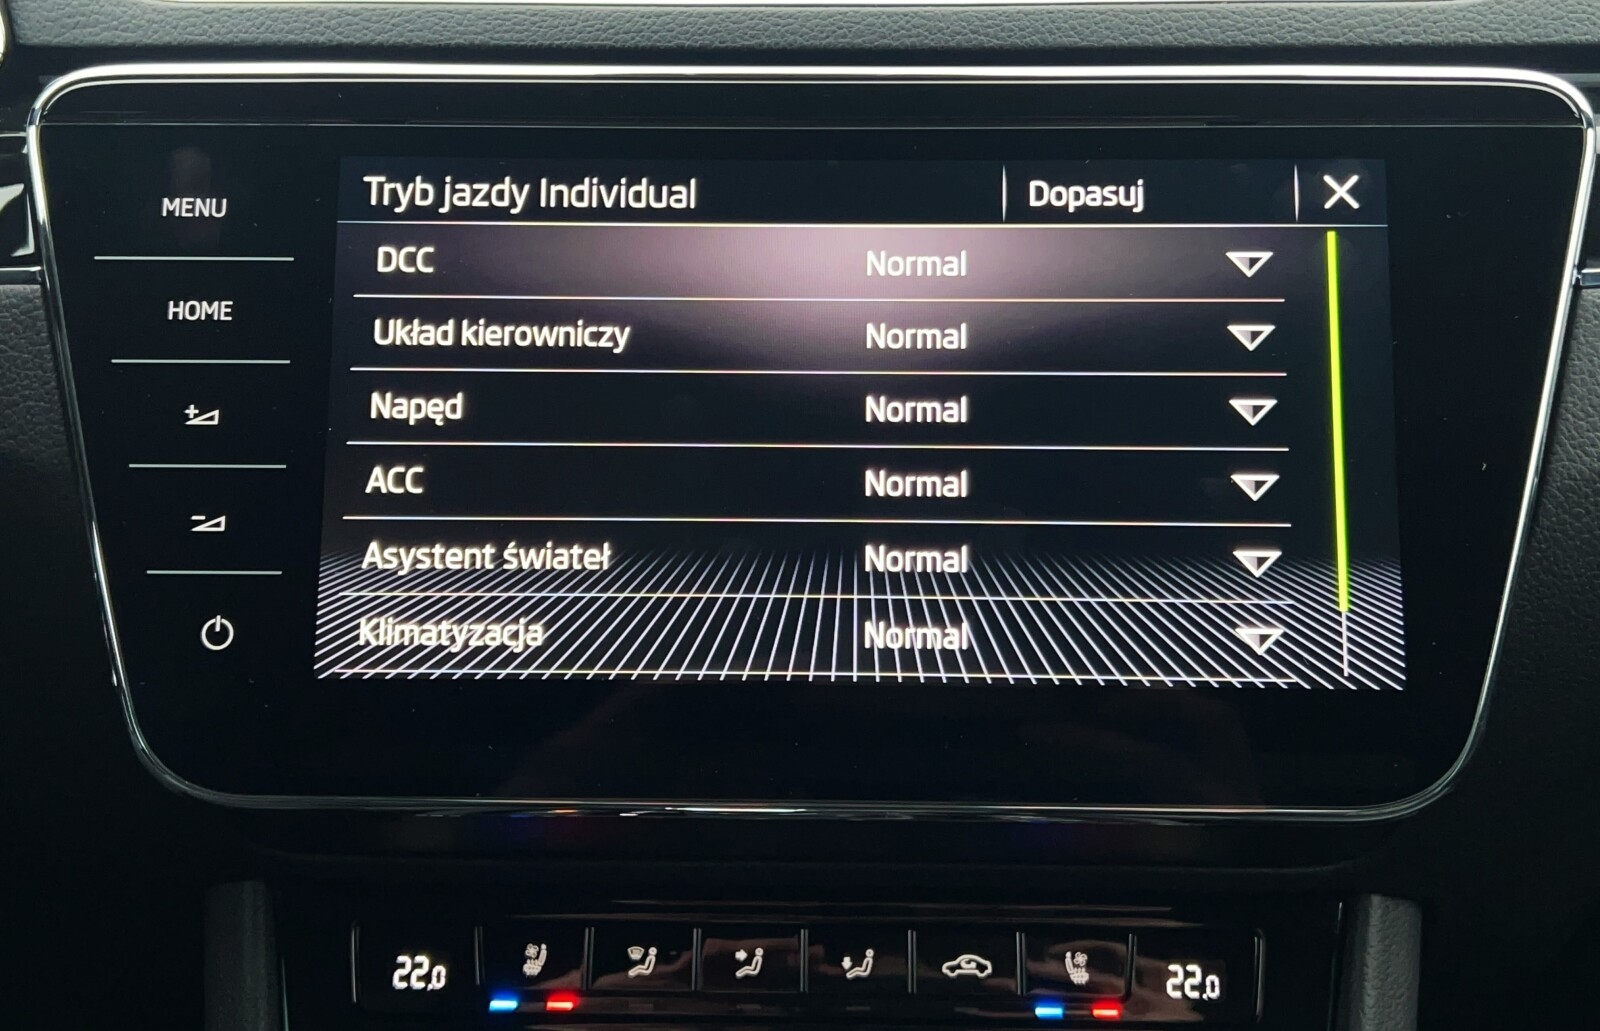 MENU
HOME
Tryb jazdy Individual Dopasuj
DCC Normal
Układ kierowniczy Normal
Napęd Normal
ACC Normal
Asystent świateł Normal
Klimatyzacja Normal
22,0 22,0